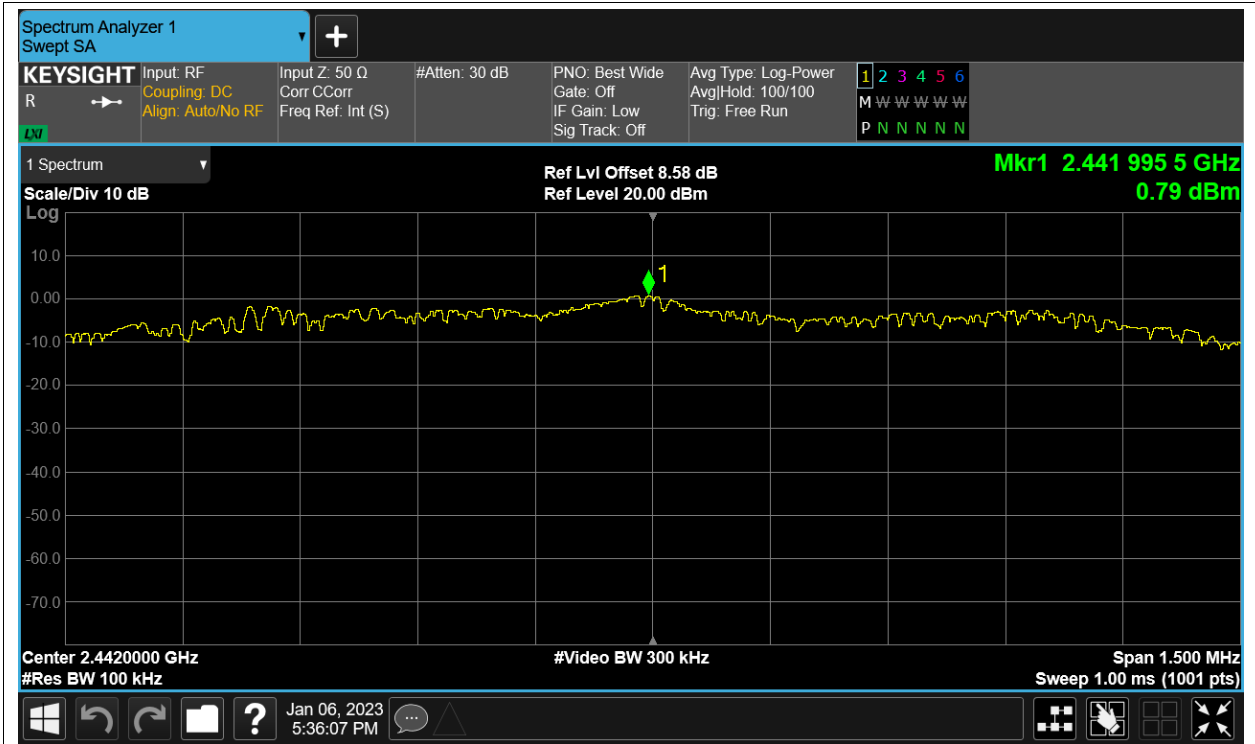 Spectrum Analyzer 1
Swept SA
KEYSIGHT
R
LXI
Input: RF
Coupling: DC
Align: Auto/No RF
Input Z: 50 Ω
Corr CCorr
Freq Ref: Int (S)
#Atten: 30 dB
PNO: Best Wide
Gate: Off
IF Gain: Low
Sig Track: Off
Avg Type: Log-Power
Avg|Hold: 100/100
Trig: Free Run
1 2 3 4 5 6
M W W W W W
P N N N N N
1 Spectrum
Scale/Div 10 dB
Log
Ref Lvl Offset 8.58 dB
Ref Level 20.00 dBm
Mkr1 2.441 995 5 GHz
0.79 dBm
10.0
0.00
-10.0
-20.0
-30.0
-40.0
-50.0
-60.0
-70.0
1
Center 2.4420000 GHz
#Res BW 100 kHz
#Video BW 300 kHz
Span 1.500 MHz
Sweep 1.00 ms (1001 pts)
?
Jan 06, 2023
5:36:07 PM